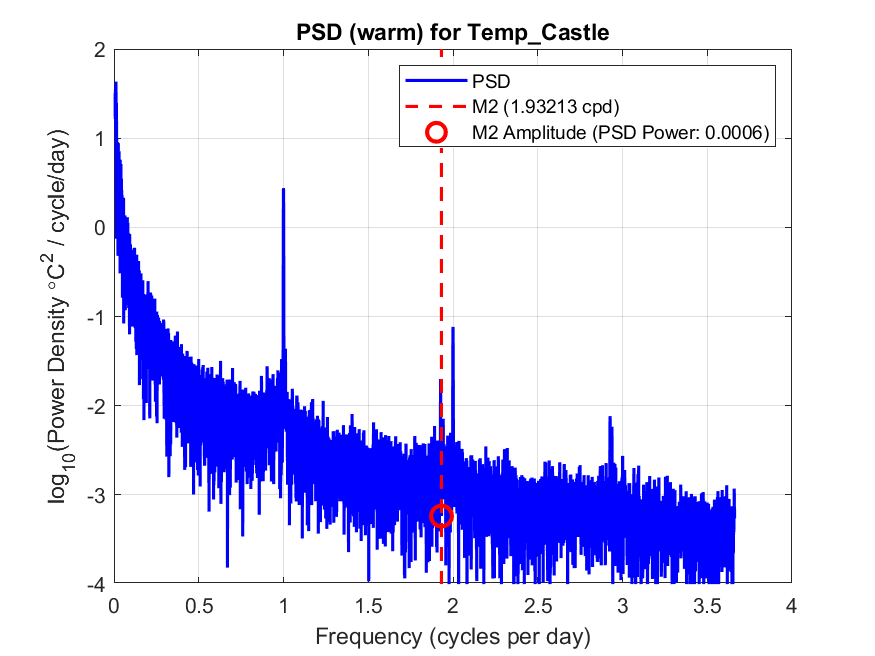 PSD (warm) for Temp_Castle
PSD
M2 (1.93213 cpd)
M2 Amplitude (PSD Power: 0.0006)
log10(Power Density °C2 / cycle/day)
2
1
0
-1
-2
-3
-4
0 0.5 1 1.5 2 2.5 3 3.5 4
Frequency (cycles per day)